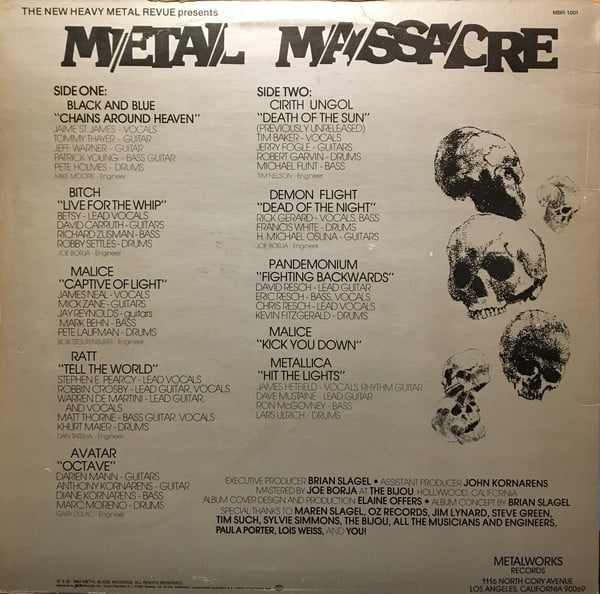 THE NEW HEAVY METAL REVUE presents
MBR 1001
METAL MASSACRE
SIDE ONE:
BLACK AND BLUE
"CHAINS AROUND HEAVEN"
JAIME ST. JAMES - VOCALS
TOMMY THAYER - GUITAR
JEFF WARNER - GUITAR
PATRICK YOUNG - BASS GUITAR
PETE HOLMES - DRUMS
MIKE MOORE - Engineer
BITCH
"LIVE FOR THE WHIP"
BETSY - LEAD VOCALS
DAVID CARRUTH - GUITARS
RICHARD ZUSMAN - BASS
ROBBY SETTLES - DRUMS
JOE BORJA - Engineer
MALICE
"CAPTIVE OF LIGHT"
JAMES NEAL - VOCALS
MICK ZANE - GUITARS
JAY REYNOLDS - guitars
MARK BEHN - BASS
PETE LAUFMAN - DRUMS
BOB STOUTENBURG - Engineer
RATT
"TELL THE WORLD"
STEPHEN E. PEARCY - LEAD VOCALS
ROBBIN CROSBY - LEAD GUITAR, VOCALS
WARREN DE MARTINI - LEAD GUITAR,
AND VOCALS
MATT THORNE - BASS GUITAR, VOCALS
KHURT MAIER - DRUMS
DAN TARSHA - Engineer
AVATAR
"OCTAVE"
DARIEN MANN - GUITARS
ANTHONY KORNARENS - GUITAR
DIANE KORNARENS - BASS
MARC MORENO - DRUMS
GARY DULAC - Engineer
SIDE TWO:
CIRITH UNGOL
"DEATH OF THE SUN"
(PREVIOUSLY UNRELEASED)
TIM BAKER - VOCALS
JERRY FOGLE - GUITARS
ROBERT GARVIN - DRUMS
MICHAEL FLINT - BASS
TIM NELSON - Engineer
DEMON FLIGHT
"DEAD OF THE NIGHT"
RICK GERARD - VOCALS, BASS
FRANCIS WHITE - DRUMS
H. MICHAEL OSUNA - GUITARS
JOE BORJA - Engineer
PANDEMONIUM
"FIGHTING BACKWARDS"
DAVID RESCH - LEAD GUITAR
ERIC RESCH - BASS, VOCALS
CHRIS RESCH - LEAD VOCALS
KEVIN FITZGERALD - DRUMS
MALICE
"KICK YOU DOWN"
METALLICA
"HIT THE LIGHTS"
JAMES HETFIELD - VOCALS, RHYTHM GUITAR
DAVE MUSTAINE - LEAD GUITAR
RON McGOVNEY - BASS
LARS ULRICH - DRUMS
EXECUTIVE PRODUCER BRIAN SLAGEL • ASSISTANT PRODUCER JOHN KORNARENS
MASTERED BY JOE BORJA AT THE BIJOU, HOLLYWOOD, CALIFORNIA
ALBUM COVER DESIGN AND PRODUCTION ELAINE OFFERS • ALBUM CONCEPT BY BRIAN SLAGEL
SPECIAL THANKS TO MAREN SLAGEL, OZ RECORDS, JIM LYNARD, STEVE GREEN,
TIM SUCH, SYLVIE SIMMONS, THE BIJOU, ALL THE MUSICIANS AND ENGINEERS,
PAULA PORTER, LOIS WEISS, AND YOU!
1982 METAL BLADE RECORDS. ALL RIGHTS RESERVED.
METALWORKS
RECORDS
1116 NORTH CORY AVENUE
LOS ANGELES, CALIFORNIA 90069